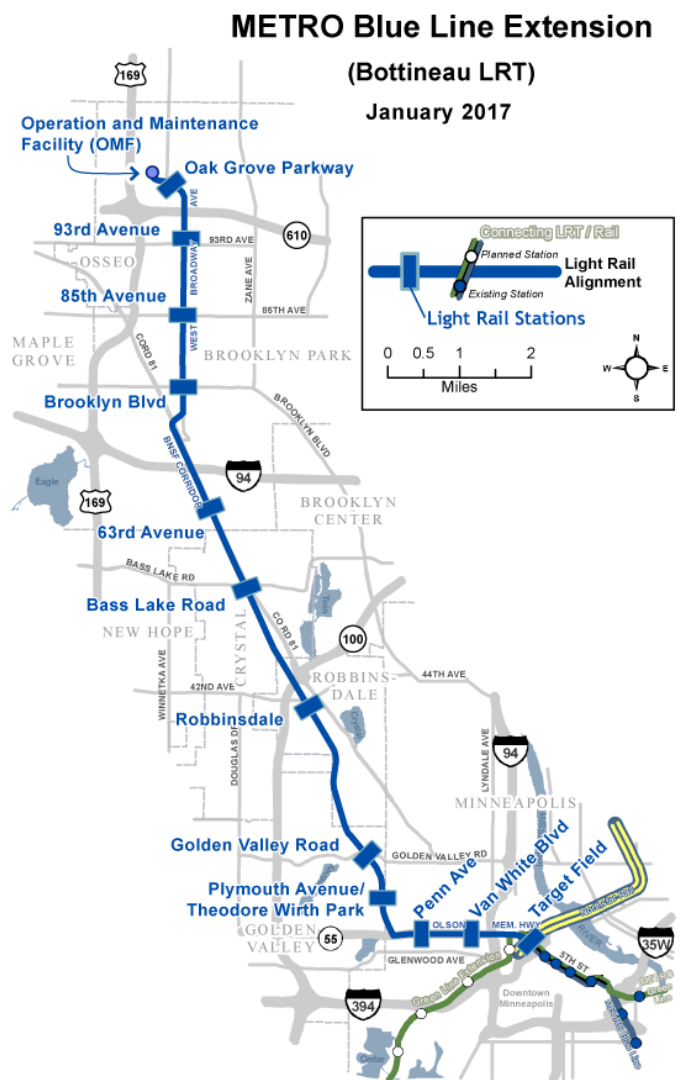 METRO Blue Line Extension
(Bottineau LRT)
January 2017
169
Operation and Maintenance
Facility (OMF)
Oak Grove Parkway
AVE
93rd Avenue
93RD AVE
610
OSSEO
BROADWAY
ZANE AVE
85th Avenue
85TH AVE
WEST
MAPLE
GROVE
CORD 81
BROOKLYN PARK
Brooklyn Blvd
BROOKLYN BLVD
BNSF CORRIDOR
94
Eagle
169
BROOKLYN
CENTER
63rd Avenue
BASS LAKE RD
Bass Lake Road
Twin
NEW HOPE
CRYSTAL
CO RD 81
100
WINNETKA AVE
42ND AVE
ROBBINS-
DALE
44TH AVE
Robbinsdale
Crystal
DOUGLAS DR
LYNDALE AVE
94
MINNEAPOLIS
Golden Valley Road
GOLDEN VALLEY RD
Plymouth Avenue/
Theodore Wirth Park
Penn Ave
Van White Blvd
Target Field
GOLDEN
VALLEY
55
OLSON
MEM. HWY
RIVER
35W
GLENWOOD AVE
5TH ST
Green Line Extension
METRO
Green
Line
Downtown
Minneapolis
METRO Blue Line
394
Cedar
Connecting LRT / Rail
Planned Station
Existing Station
Light Rail
Alignment
Light Rail Stations
0 0.5 1 2
Miles
N
W E
S